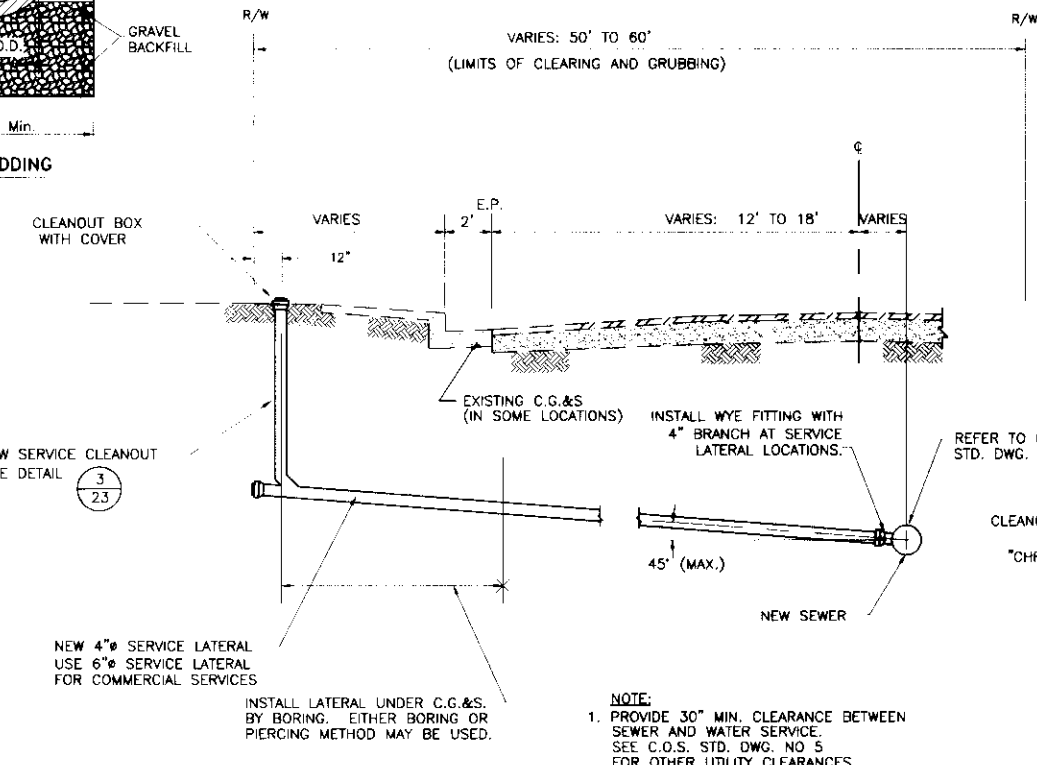 GRAVEL
BACKFILL
O.D.
Min.
DDING
R/W
R/W
VARIES: 50' TO 60'
(LIMITS OF CLEARING AND GRUBBING)
℄
CLEANOUT BOX
WITH COVER
VARIES
2'
E.P.
VARIES: 12' TO 18'
VARIES
12"
EXISTING C.G.&S
(IN SOME LOCATIONS)
INSTALL WYE FITTING WITH
4" BRANCH AT SERVICE
LATERAL LOCATIONS.
REFER TO
STD. DWG.
W SERVICE CLEANOUT
E DETAIL
3
23
CLEANO
"CHR
45° (MAX.)
NEW SEWER
NEW 4"ø SERVICE LATERAL
USE 6"ø SERVICE LATERAL
FOR COMMERCIAL SERVICES
INSTALL LATERAL UNDER C.G.&S.
BY BORING. EITHER BORING OR
PIERCING METHOD MAY BE USED.
NOTE:
1. PROVIDE 30" MIN. CLEARANCE BETWEEN
SEWER AND WATER SERVICE.
SEE C.O.S. STD. DWG. NO 5
FOR OTHER UTILITY CLEARANCES